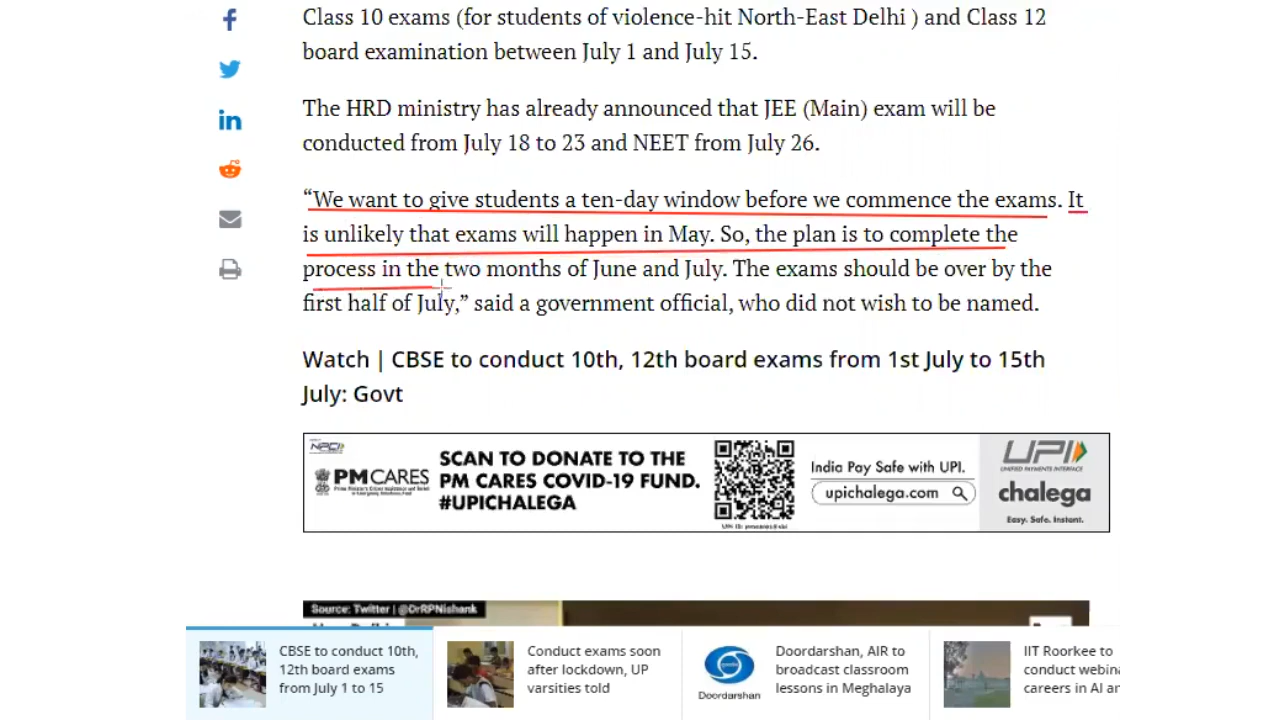 Class 10 exams (for students of violence-hit North-East Delhi ) and Class 12
board examination between July 1 and July 15.
The HRD ministry has already announced that JEE (Main) exam will be
conducted from July 18 to 23 and NEET from July 26.
“We want to give students a ten-day window before we commence the exams. It
is unlikely that exams will happen in May. So, the plan is to complete the
process in the two months of June and July. The exams should be over by the
first half of July,” said a government official, who did not wish to be named.
Watch | CBSE to conduct 10th, 12th board exams from 1st July to 15th
July: Govt
NPCI
PM CARES
SCAN TO DONATE TO THE
PM CARES COVID-19 FUND.
#UPICHALEGA
India Pay Safe with UPI.
upichalega.com
UPI
UNIFIED PAYMENTS INTERFACE
chalega
Easy. Safe. Instant.
Source: Twitter | @DrRPNishank
CBSE to conduct 10th,
12th board exams
from July 1 to 15
Conduct exams soon
after lockdown, UP
varsities told
Doordarshan
Doordarshan, AIR to
broadcast classroom
lessons in Meghalaya
IIT Roorkee to
conduct webina
careers in AI an